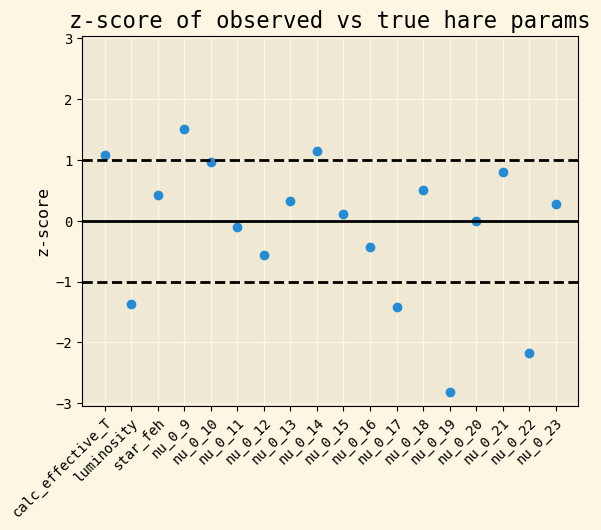 z-score of observed vs true hare params
z-score
3
2
1
0
−1
−2
−3
calc_effective_T
luminosity
star_feh
nu_0_9
nu_0_10
nu_0_11
nu_0_12
nu_0_13
nu_0_14
nu_0_15
nu_0_16
nu_0_17
nu_0_18
nu_0_19
nu_0_20
nu_0_21
nu_0_22
nu_0_23